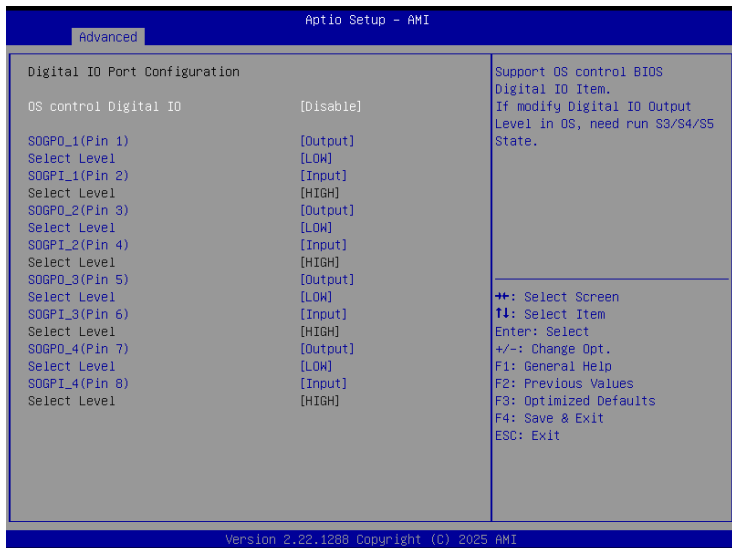 Aptio Setup - AMI
Advanced
Digital IO Port Configuration
OS control Digital IO [Disable]
SOGPO_1(Pin 1) [Output]
Select Level [LOW]
SOGPI_1(Pin 2) [Input]
Select Level [HIGH]
SOGPO_2(Pin 3) [Output]
Select Level [LOW]
SOGPI_2(Pin 4) [Input]
Select Level [HIGH]
SOGPO_3(Pin 5) [Output]
Select Level [LOW]
SOGPI_3(Pin 6) [Input]
Select Level [HIGH]
SOGPO_4(Pin 7) [Output]
Select Level [LOW]
SOGPI_4(Pin 8) [Input]
Select Level [HIGH]
Support OS control BIOS
Digital IO Item.
If modify Digital IO Output
Level in OS, need run S3/S4/S5
State.
→←: Select Screen
↑↓: Select Item
Enter: Select
+/-: Change Opt.
F1: General Help
F2: Previous Values
F3: Optimized Defaults
F4: Save & Exit
ESC: Exit
Version 2.22.1288 Copyright (C) 2025 AMI